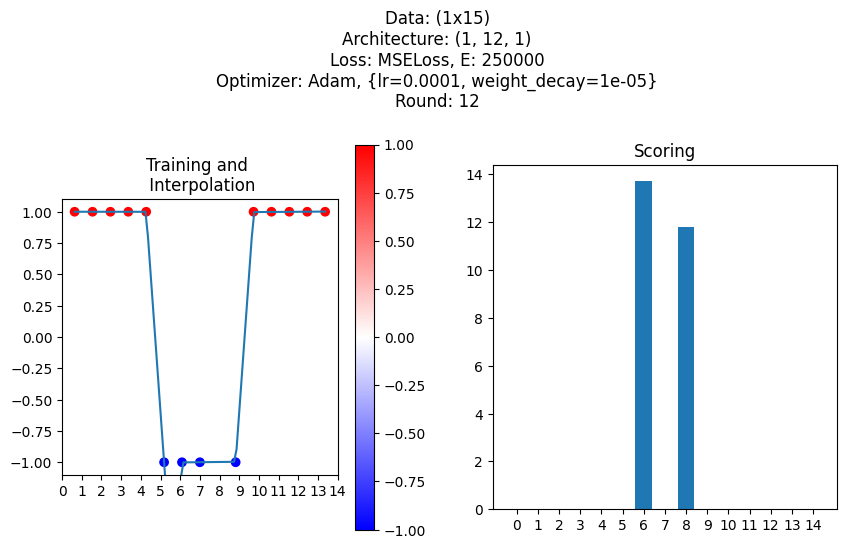 Data: (1x15)
Architecture: (1, 12, 1)
Loss: MSELoss, E: 250000
Optimizer: Adam, {lr=0.0001, weight_decay=1e-05}
Round: 12
Training and
Interpolation
1.00
0.75
0.50
0.25
0.00
−0.25
−0.50
−0.75
−1.00
0 1 2 3 4 5 6 7 8 9 10 11 12 13 14
1.00
0.75
0.50
0.25
0.00
−0.25
−0.50
−0.75
−1.00
Scoring
14
12
10
8
6
4
2
0
0 1 2 3 4 5 6 7 8 9 10 11 12 13 14